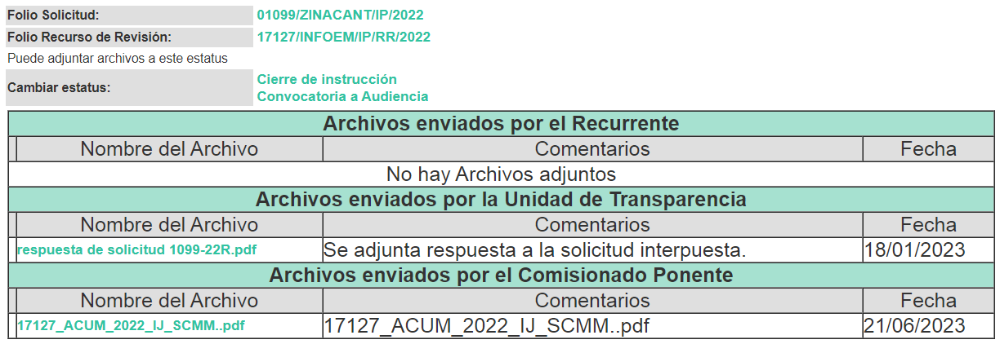 Folio Solicitud: 01099/ZINACANT/IP/2022
Folio Recurso de Revisión: 17127/INFOEM/IP/RR/2022
Puede adjuntar archivos a este estatus
Cambiar estatus: Cierre de instrucción
Convocatoria a Audiencia
Archivos enviados por el Recurrente
Nombre del Archivo Comentarios Fecha
No hay Archivos adjuntos
Archivos enviados por la Unidad de Transparencia
Nombre del Archivo Comentarios Fecha
respuesta de solicitud 1099-22R.pdf Se adjunta respuesta a la solicitud interpuesta. 18/01/2023
Archivos enviados por el Comisionado Ponente
Nombre del Archivo Comentarios Fecha
17127_ACUM_2022_IJ_SCMM..pdf 17127_ACUM_2022_IJ_SCMM..pdf 21/06/2023